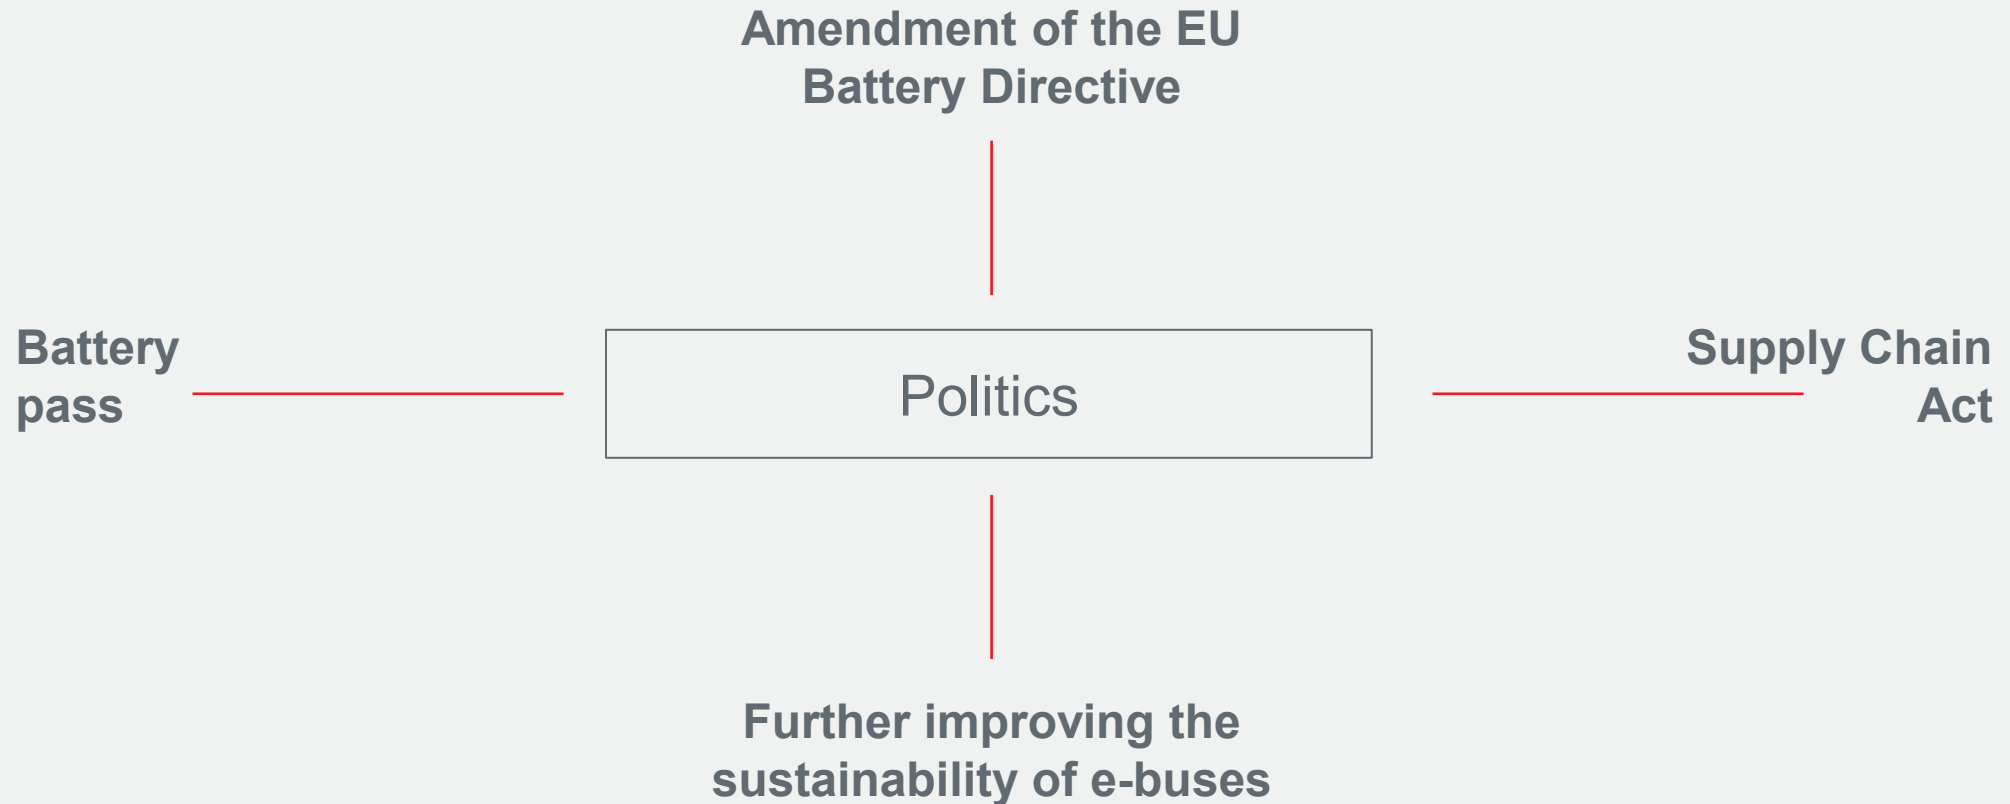 Amendment of the EU
Battery Directive
Battery
pass
Politics
Supply Chain
Act
Further improving the
sustainability of e-buses